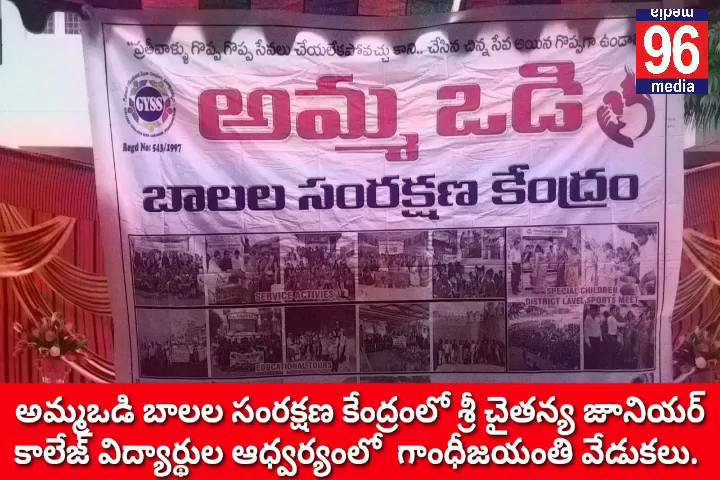 "ప్రతీవాళ్ళు గొప్ప గొప్ప సేవలు చేయలేకపోవచ్చు కాని.. చేసిన చిన్న సేవ అయిన గొప్పగా
media
96
media
GYSS
Regd No: 543/1997
అమ్మ ఒడి
బాలల సంరక్షణ కేంద్రం
SERVICE ACTIVIES
SPECIAL CHILDREN
DISTRICT LAVEL SPORTS MEET
EDUCATIONAL TOURS
అమ్మఒడి బాలల సంరక్షణ కేంద్రంలో శ్రీ చైతన్య జూనియర్
కాలేజ్ విద్యార్థుల ఆధ్వర్యంలో గాంధీజయంతి వేడుకలు.